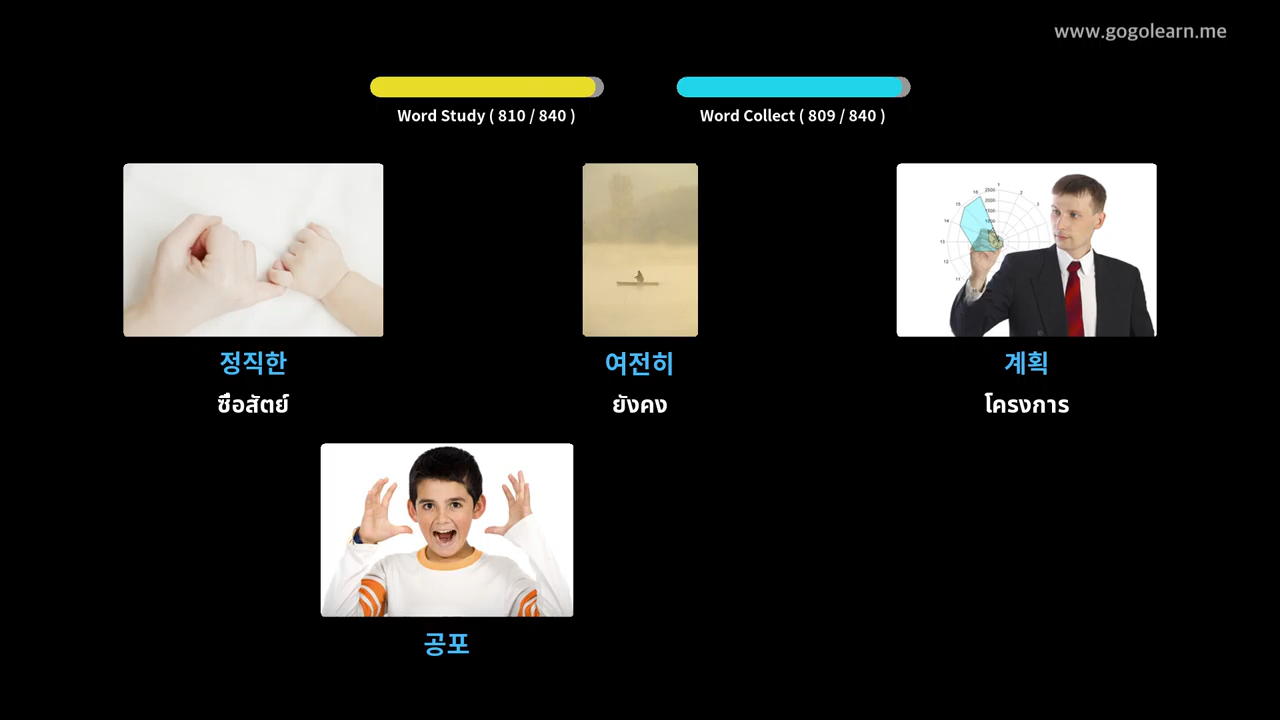 www.gogolearn.me
Word Study ( 810 / 840 )
Word Collect ( 809 / 840 )
정직한
ซื่อสัตย์
여전히
ยังคง
계획
โครงการ
공포